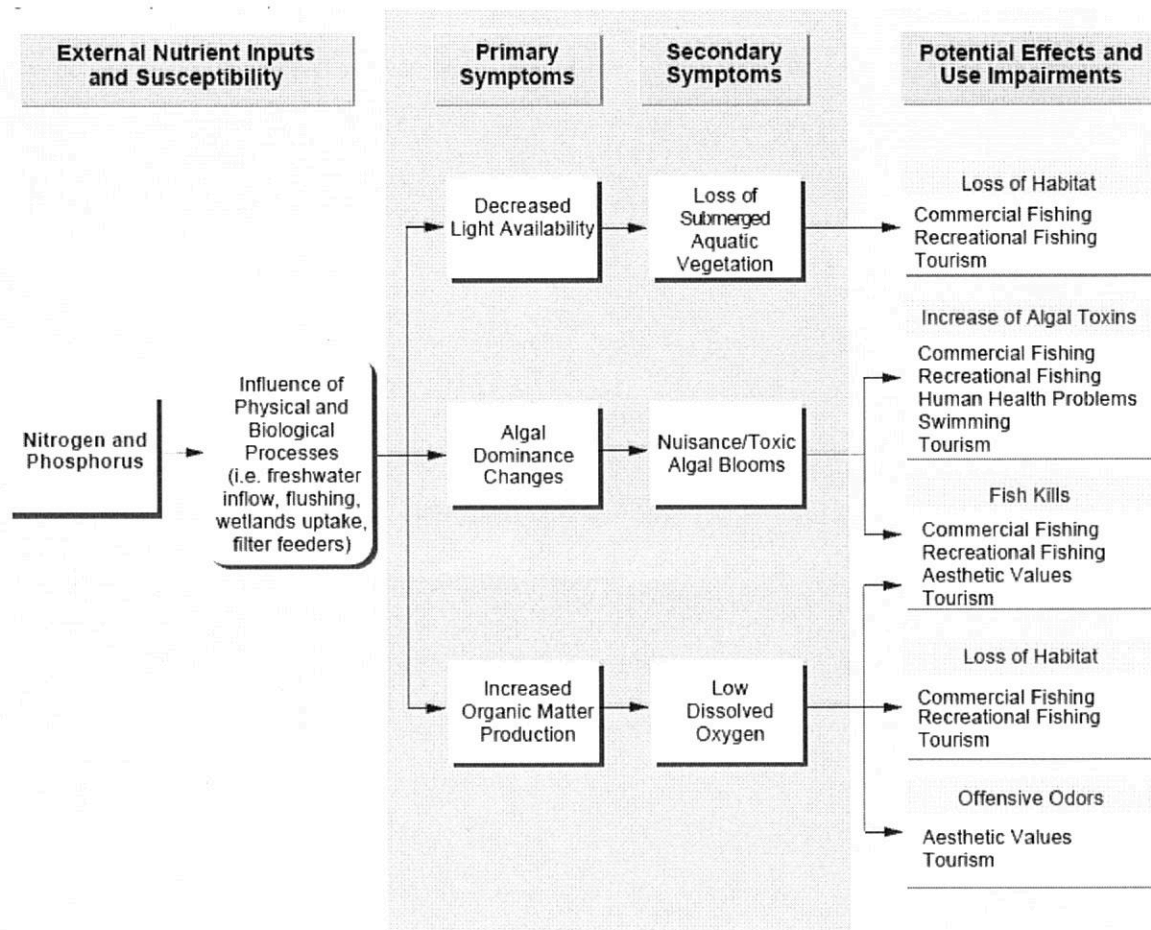 External Nutrient Inputs
and Susceptibility
Primary
Symptoms
Secondary
Symptoms
Potential Effects and
Use Impairments
Nitrogen and
Phosphorus
Influence of
Physical and
Biological
Processes
(i.e. freshwater
inflow, flushing,
wetlands uptake,
filter feeders)
Decreased
Light Availability
Loss of
Submerged
Aquatic
Vegetation
Loss of Habitat
Commercial Fishing
Recreational Fishing
Tourism
Algal
Dominance
Changes
Nuisance/Toxic
Algal Blooms
Increase of Algal Toxins
Commercial Fishing
Recreational Fishing
Human Health Problems
Swimming
Tourism
Fish Kills
Commercial Fishing
Recreational Fishing
Aesthetic Values
Tourism
Increased
Organic Matter
Production
Low
Dissolved
Oxygen
Loss of Habitat
Commercial Fishing
Recreational Fishing
Tourism
Offensive Odors
Aesthetic Values
Tourism